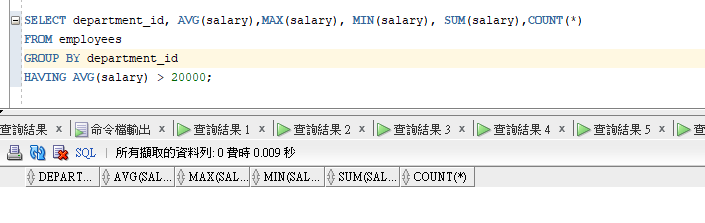 SELECT department_id, AVG(salary),MAX(salary), MIN(salary), SUM(salary),COUNT(*)
FROM employees
GROUP BY department_id
HAVING AVG(salary) > 20000;
查詢結果 x 命令檔輸出 x 查詢結果 1 x 查詢結果 2 x 查詢結果 3 x 查詢結果 4 x 查詢結果 5 x 查
SQL | 所有擷取的資料列: 0 費時 0.009 秒
DEPART... AVG(SAL... MAX(SAL... MIN(SAL... SUM(SAL... COUNT(*)